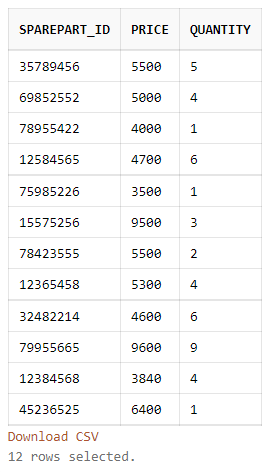 SPAREPART_ID PRICE QUANTITY
35789456 5500 5
69852552 5000 4
78955422 4000 1
12584565 4700 6
75985226 3500 1
15575256 9500 3
78423555 5500 2
12365458 5300 4
32482214 4600 6
79955665 9600 9
12384568 3840 4
45236525 6400 1
Download CSV
12 rows selected.